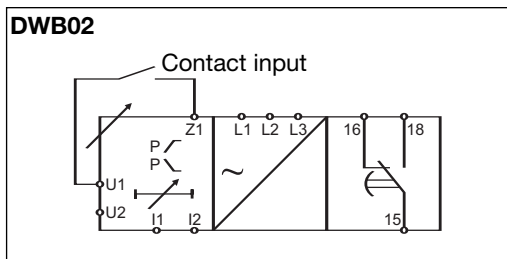 DWB02
Contact input
Z1 L1 L2 L3 16 18
P
P
~
U1
U2
I1 I2 15